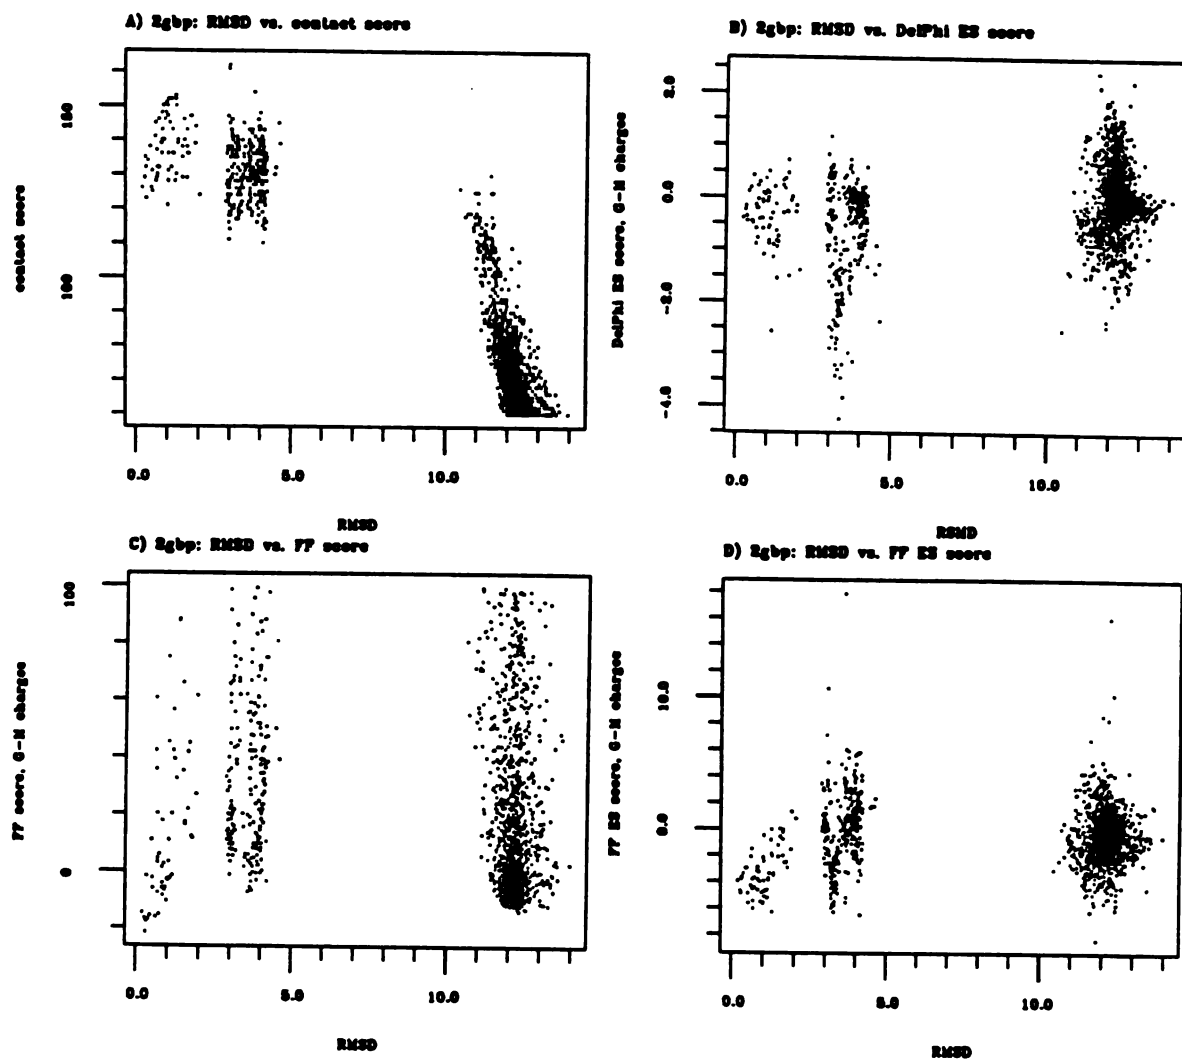 A) 2gbp: RMSD vs. contact score
contact score
150
100
0.0 5.0 10.0
RMSD
B) 2gbp: RMSD vs. DelPhi ES score
DelPhi ES score, G-M charges
2.0
0.0
-2.0
-4.0
0.0 5.0 10.0
RSMD
C) 2gbp: RMSD vs. FF score
FF score, G-M charges
100
0
0.0 5.0 10.0
RMSD
D) 2gbp: RMSD vs. FF ES score
FF ES score, G-M charges
10.0
0.0
0.0 5.0 10.0
RMSD